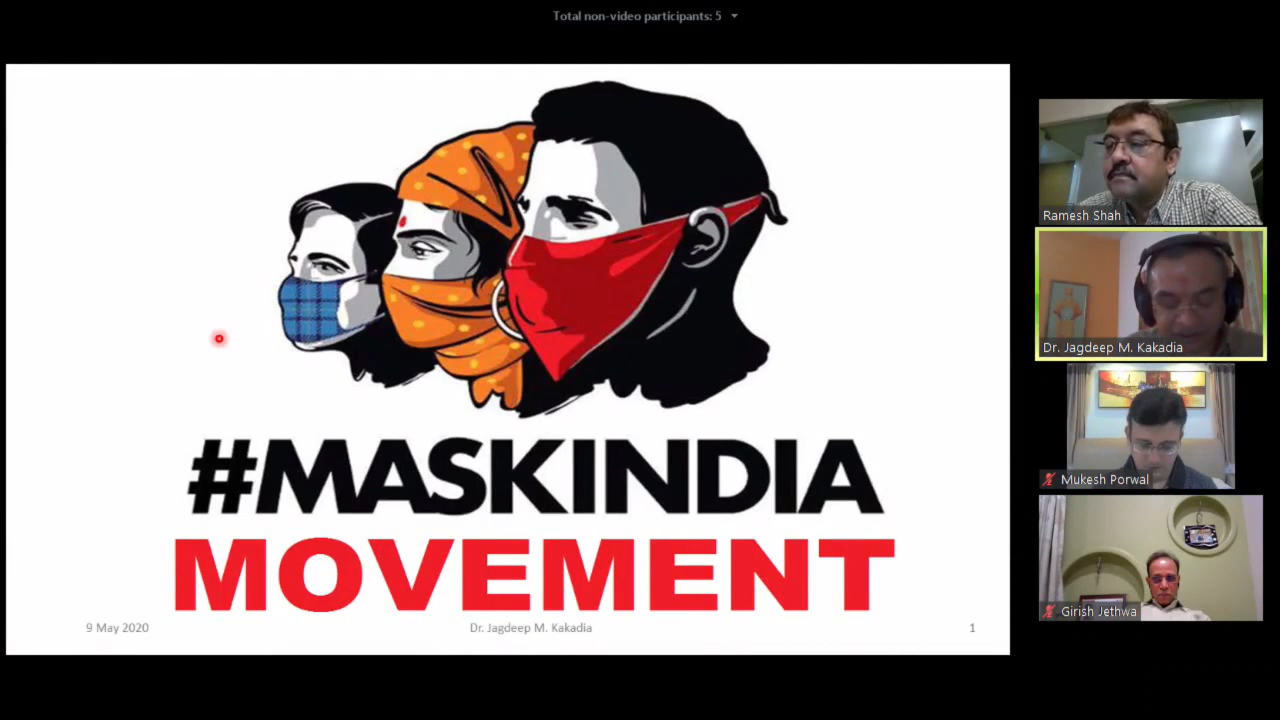 Total non-video participants: 5
#MASKINDIA
MOVEMENT
9 May 2020
Dr. Jagdeep M. Kakadia
1
Ramesh Shah
Dr. Jagdeep M. Kakadia
Mukesh Porwal
Girish Jethwa